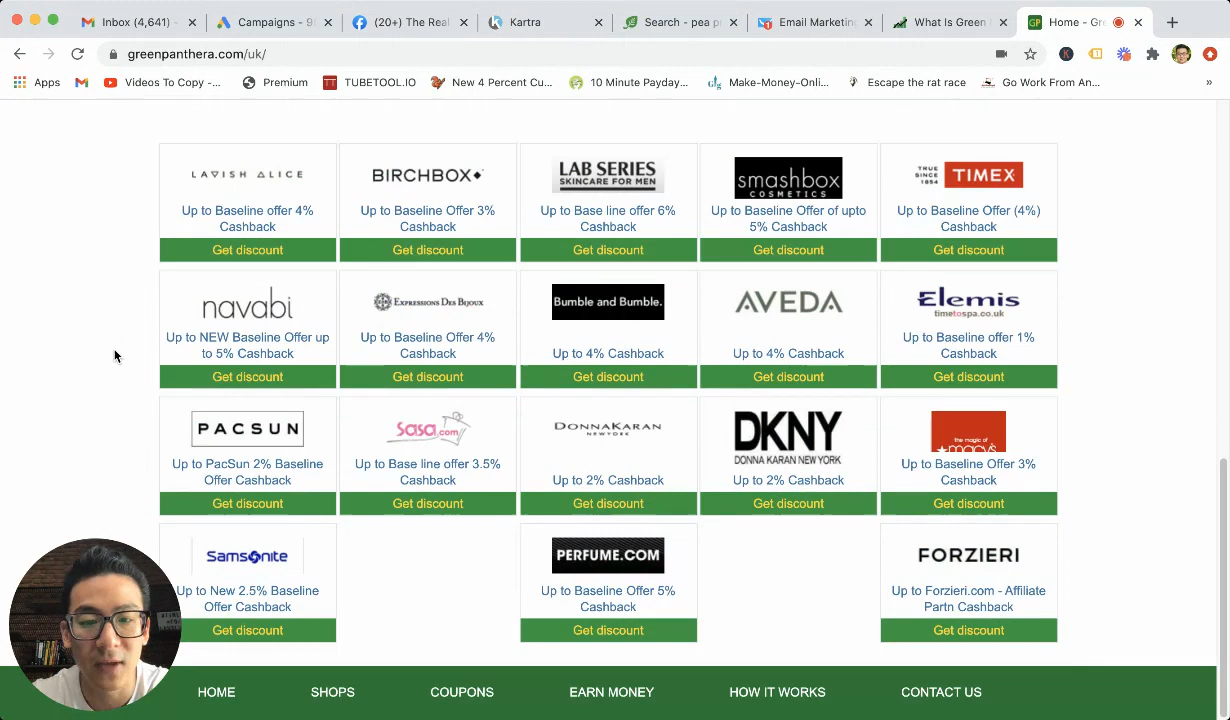 Inbox (4,641) -
Campaigns - 9
(20+) The Real
Kartra
Search - pea p
Email Marketin
What Is Green
Home - Gre
greenpanthera.com/uk/
Apps
Videos To Copy -...
Premium
TUBETOOL.IO
New 4 Percent Cu...
10 Minute Payday...
Make-Money-Onli...
Escape the rat race
Go Work From An...
»
LAVISH ALICE
BIRCHBOX
LAB SERIES
SKINCARE FOR MEN
smashbox
COSMETICS
TRUE
SINCE
1854
TIMEX
Up to Baseline offer 4%
Cashback
Up to Baseline Offer 3%
Cashback
Up to Base line offer 6%
Cashback
Up to Baseline Offer of upto
5% Cashback
Up to Baseline Offer (4%)
Cashback
Get discount
Get discount
Get discount
Get discount
Get discount
navabi
EXPRESSIONS DES BIJOUX
Bumble and Bumble.
AVEDA
Elemis
timetospa.co.uk
Up to NEW Baseline Offer up
to 5% Cashback
Up to Baseline Offer 4%
Cashback
Up to 4% Cashback
Up to 4% Cashback
Up to Baseline offer 1%
Cashback
Get discount
Get discount
Get discount
Get discount
Get discount
PACSUN
Sasa.com
DONNAKARAN
NEWYORK
DKNY
DONNA KARAN NEW YORK
the magic of
macy's
Up to PacSun 2% Baseline
Offer Cashback
Up to Base line offer 3.5%
Cashback
Up to 2% Cashback
Up to 2% Cashback
Up to Baseline Offer 3%
Cashback
Get discount
Get discount
Get discount
Get discount
Get discount
Samsonite
PERFUME.COM
FORZIERI
Up to New 2.5% Baseline
Offer Cashback
Up to Baseline Offer 5%
Cashback
Up to Forzieri.com - Affiliate
Partn Cashback
Get discount
Get discount
Get discount
HOME
SHOPS
COUPONS
EARN MONEY
HOW IT WORKS
CONTACT US